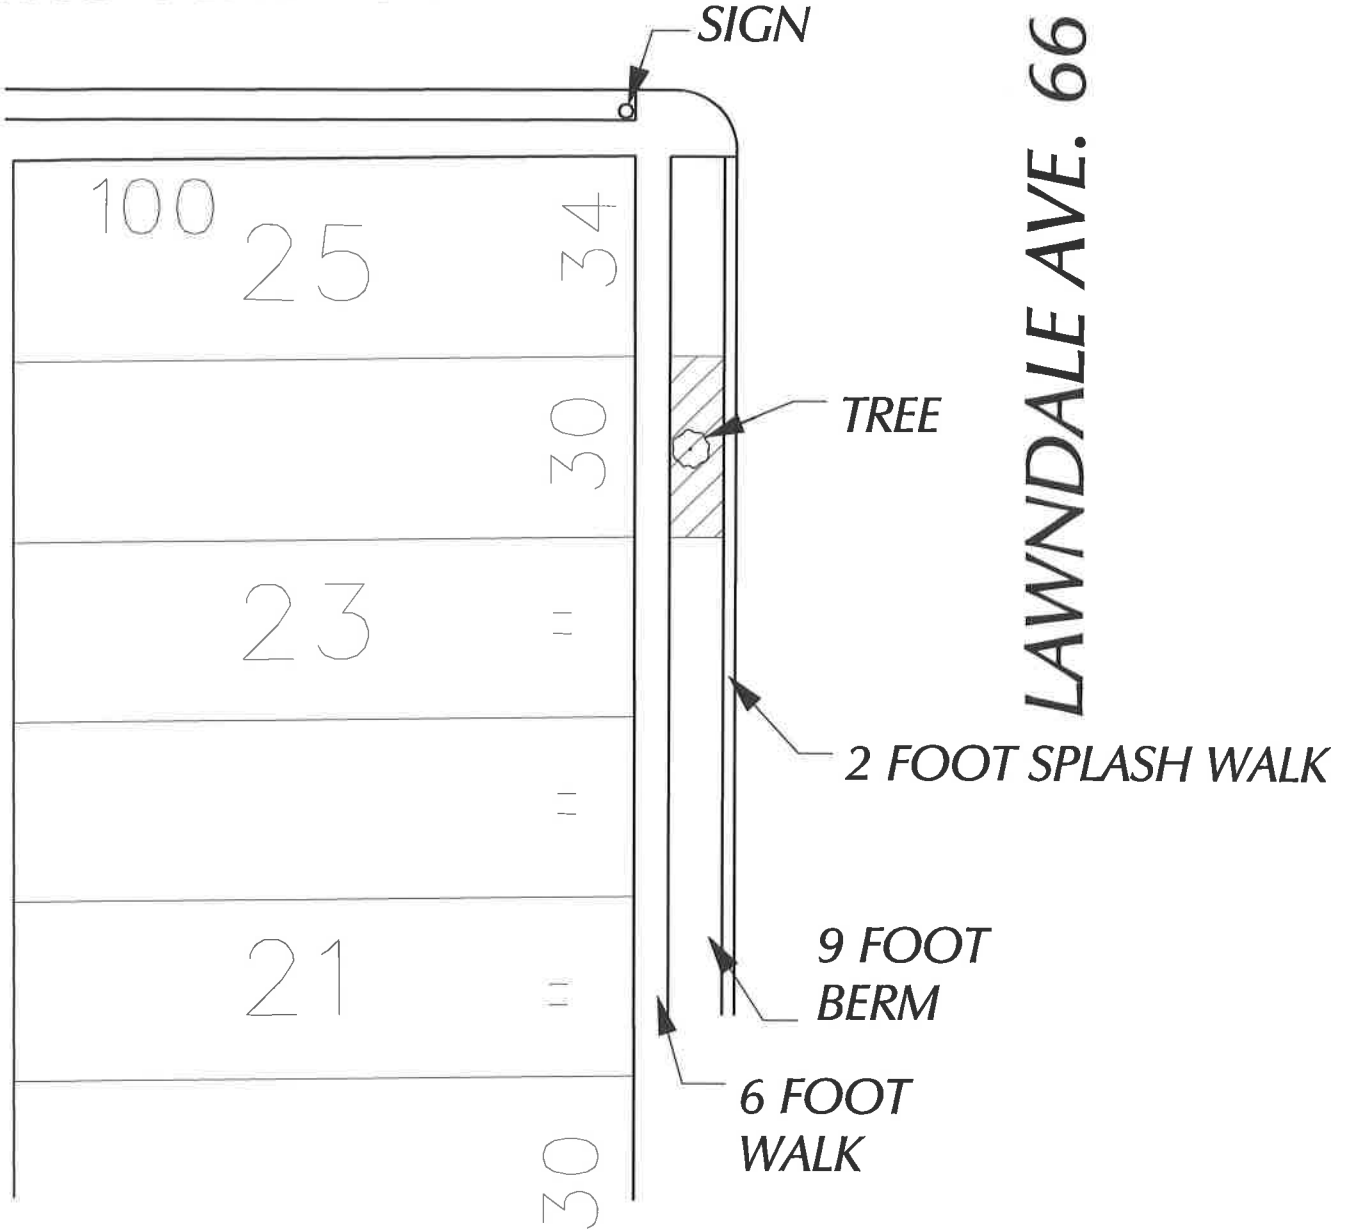 SIGN
LAWNDALE AVE. 66
100
25
34
TREE
30
23
=
2 FOOT SPLASH WALK
=
21
=
9 FOOT
BERM
6 FOOT
WALK
30